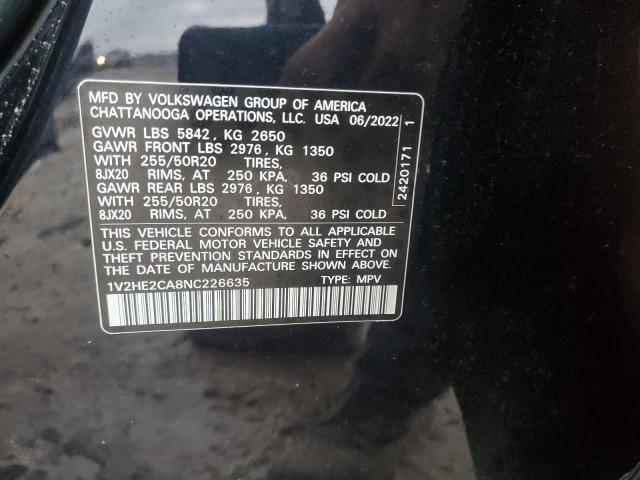 MFD BY VOLKSWAGEN GROUP OF AMERICA
CHATTANOOGA OPERATIONS, LLC. USA 06/2022
GVWR LBS 5842 , KG 2650
GAWR FRONT LBS 2976 , KG 1350
WITH 255/50R20 TIRES,
8JX20 RIMS, AT 250 KPA, 36 PSI COLD
GAWR REAR LBS 2976 , KG 1350
WITH 255/50R20 TIRES,
8JX20 RIMS, AT 250 KPA, 36 PSI COLD
THIS VEHICLE CONFORMS TO ALL APPLICABLE
U.S. FEDERAL MOTOR VEHICLE SAFETY AND
THEFT PREVENTION STANDARDS IN EFFECT ON
THE DATE OF MANUFACTURE SHOWN ABOVE.
1V2HE2CA8NC226635 TYPE: MPV
2420171 1